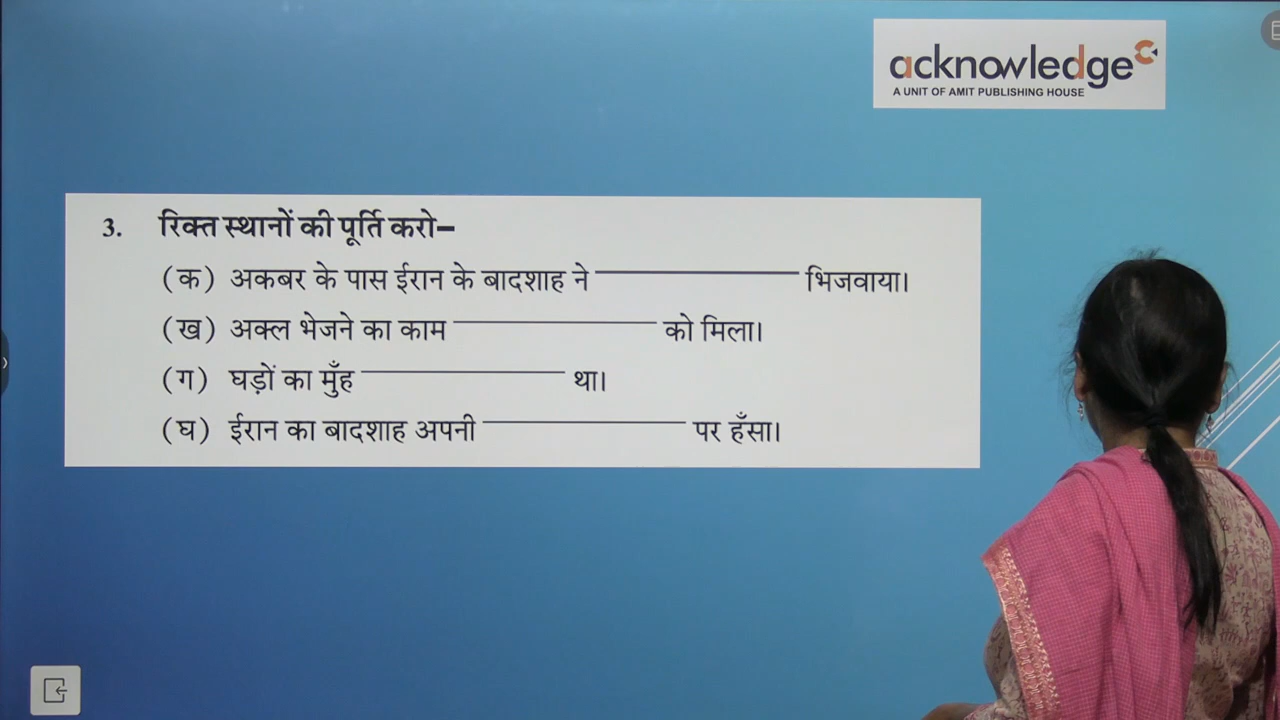 acknowledge
A UNIT OF AMIT PUBLISHING HOUSE
3. रिक्त स्थानों की पूर्ति करो–
(क) अकबर के पास ईरान के बादशाह ने ____________ भिजवाया।
(ख) अक्ल भेजने का काम ____________ को मिला।
(ग) घड़ों का मुँह ____________ था।
(घ) ईरान का बादशाह अपनी ____________ पर हँसा।